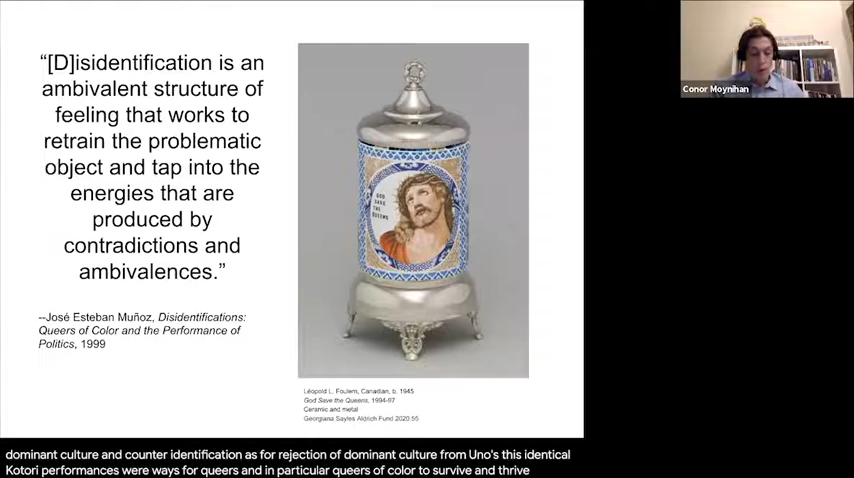 “[D]isidentification is an
ambivalent structure of
feeling that works to
retrain the problematic
object and tap into the
energies that are
produced by
contradictions and
ambivalences.”
--José Esteban Muñoz, Disidentifications:
Queers of Color and the Performance of
Politics, 1999
GOD
SAVE
THE
QUEENS
Léopold L. Foulem, Canadian, b. 1945
God Save the Queens, 1994-97
Ceramic and metal
Georgiana Sayles Aldrich Fund 2020.55
Conor Moynihan
dominant culture and counter identification as for rejection of dominant culture from Uno's this identical
Kotori performances were ways for queers and in particular queers of color to survive and thrive